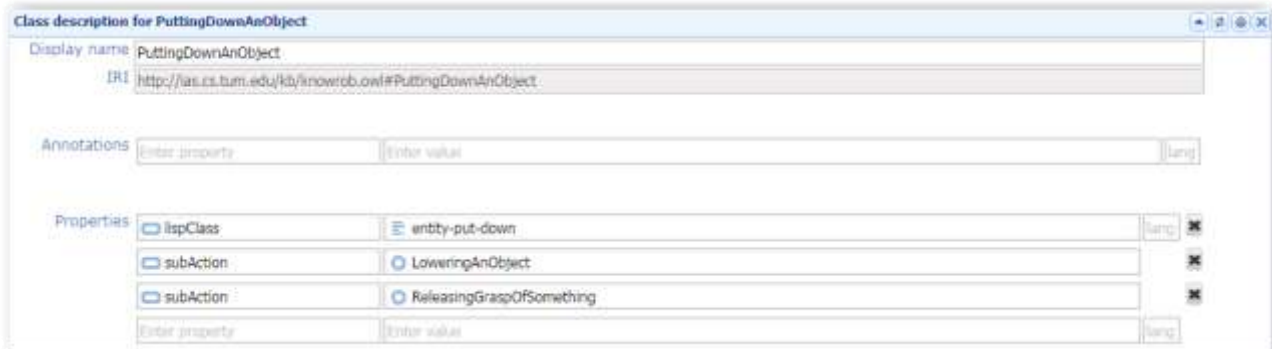 Class description for PuttingDownAnObject
Display name PuttingDownAnObject
IRI http://ias.cs.tum.edu/kb/knowrob.owl#PuttingDownAnObject
Annotations Enter property Enter value lang
Properties lispClass entity-put-down lang
subAction LoweringAnObject
subAction ReleasingGraspOfSomething
Enter property Enter value lang